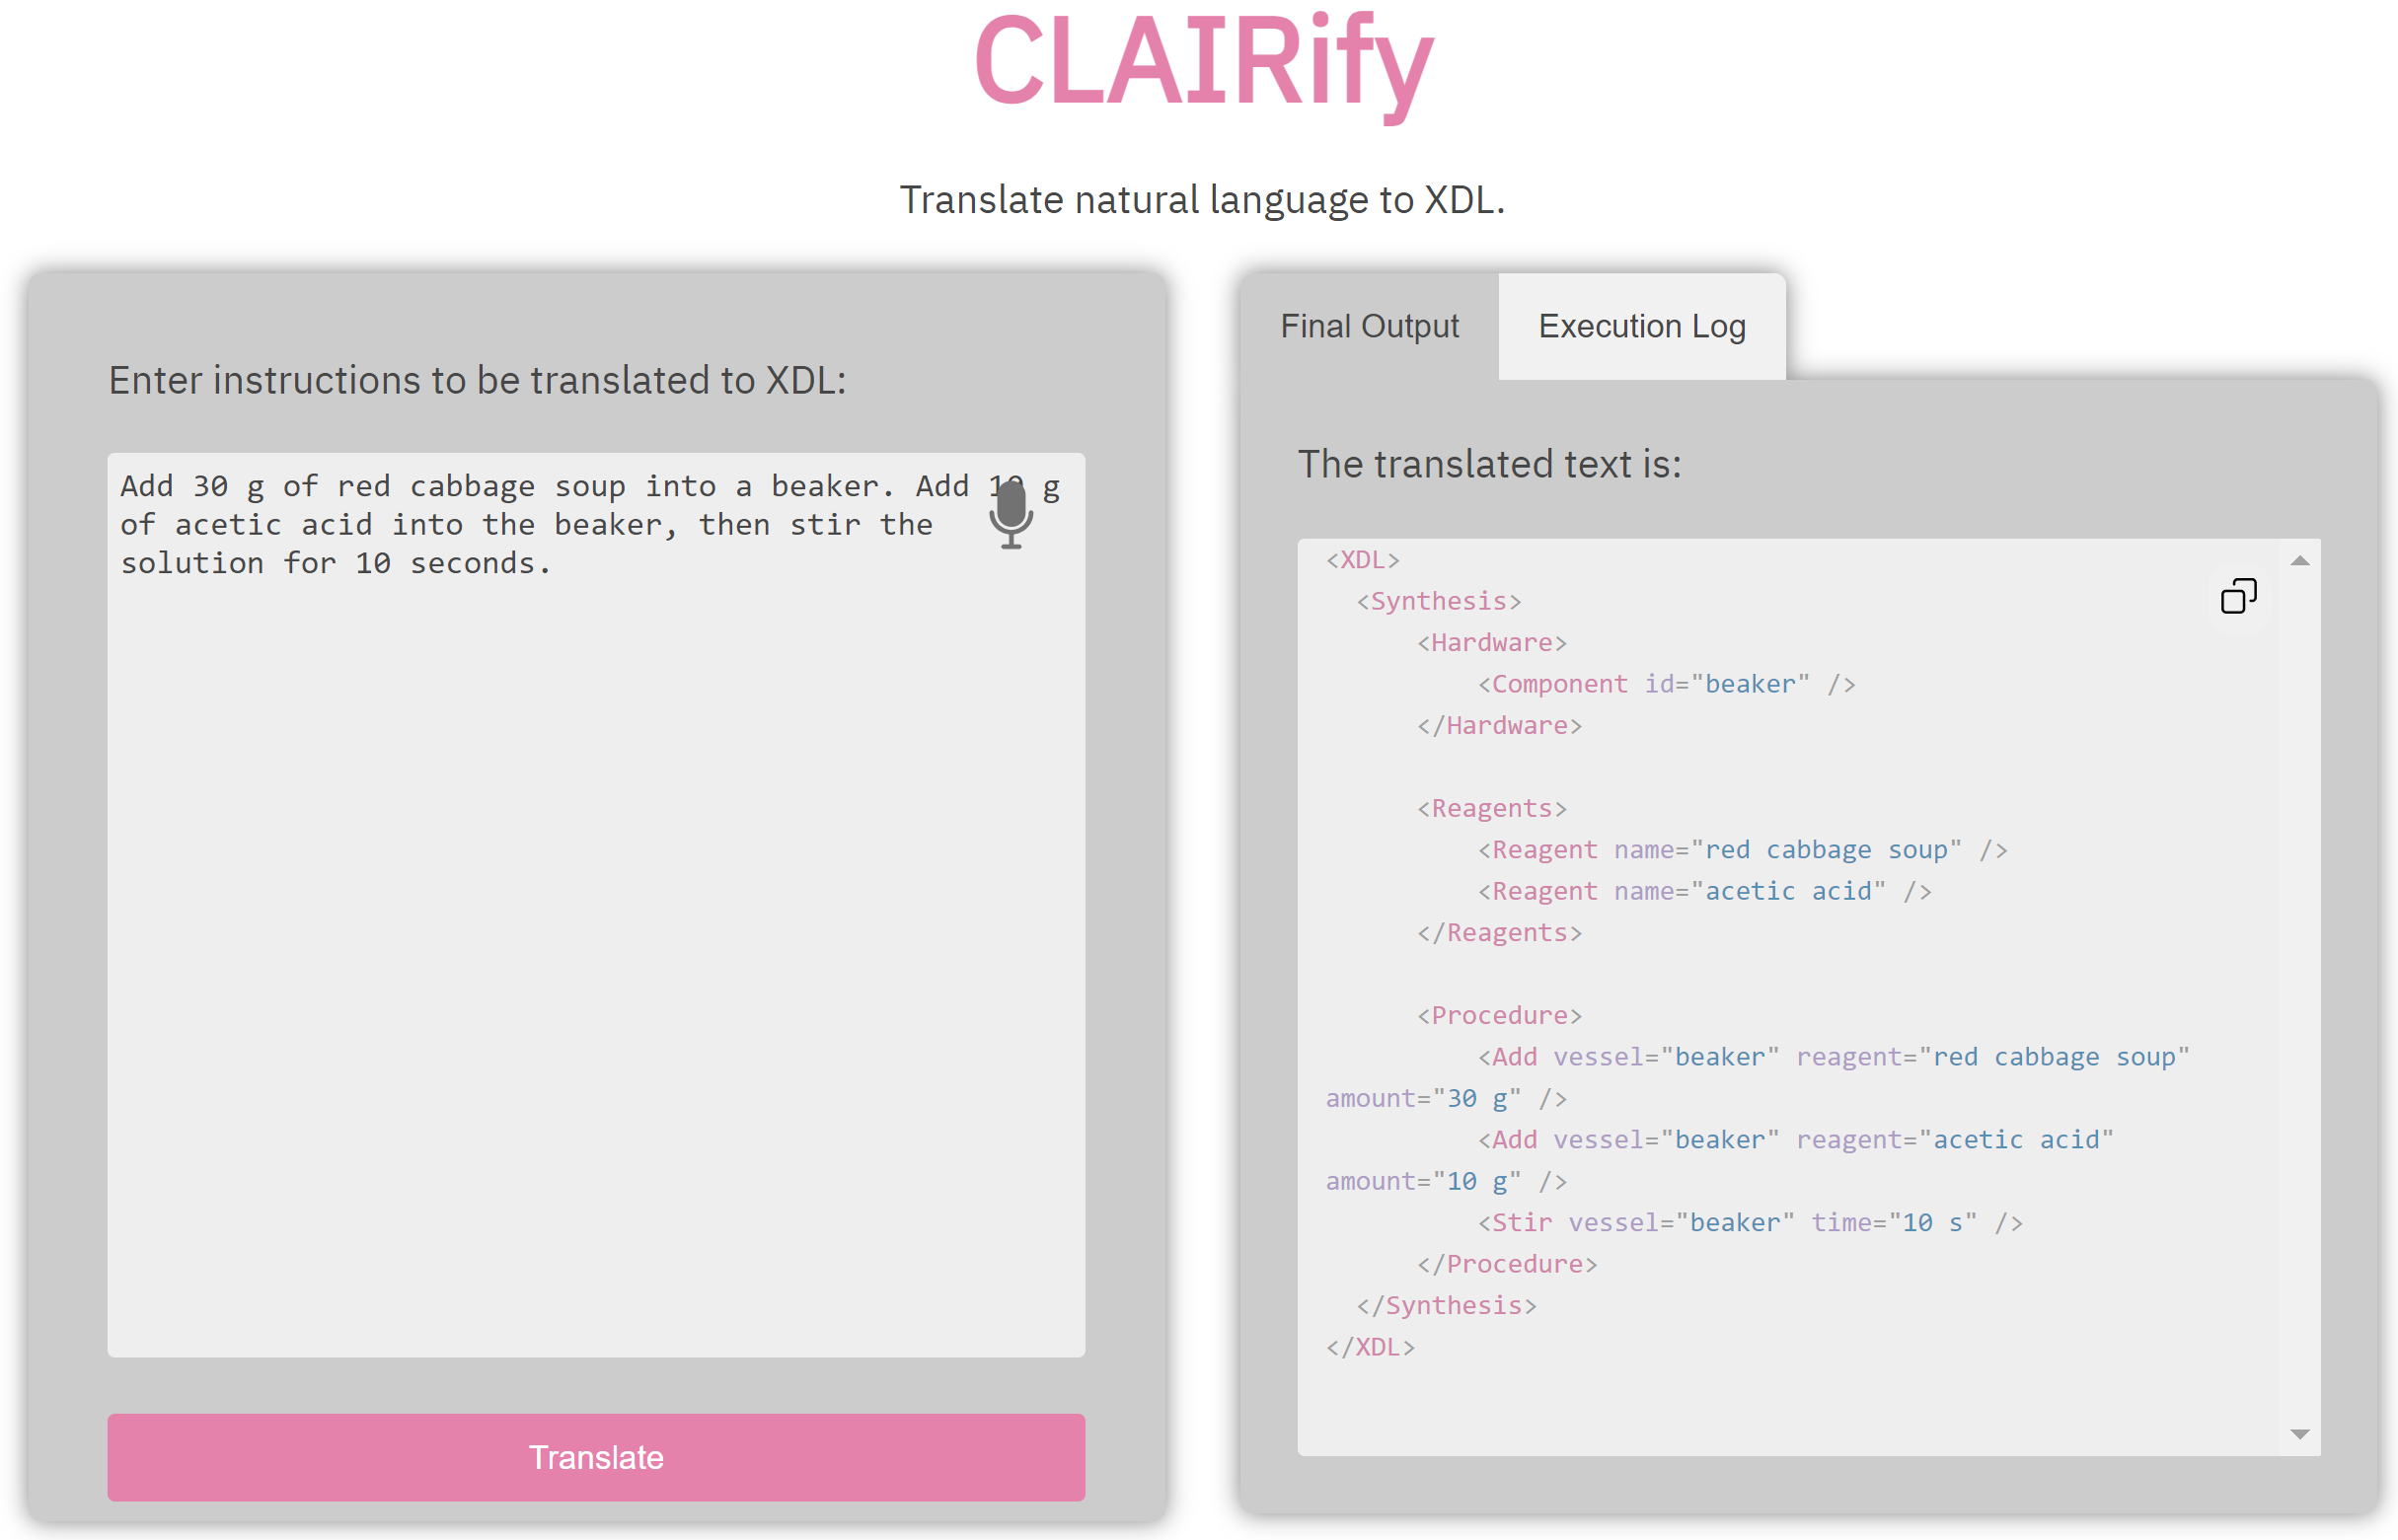 CLAIRify
Translate natural language to XDL.
Enter instructions to be translated to XDL:
Add 30 g of red cabbage soup into a beaker. Add 10 g
of acetic acid into the beaker, then stir the
solution for 10 seconds.
Translate
Final Output
Execution Log
The translated text is:
<XDL>
<Synthesis>
<Hardware>
<Component id="beaker" />
</Hardware>
<Reagents>
<Reagent name="red cabbage soup" />
<Reagent name="acetic acid" />
</Reagents>
<Procedure>
<Add vessel="beaker" reagent="red cabbage soup"
amount="30 g" />
<Add vessel="beaker" reagent="acetic acid"
amount="10 g" />
<Stir vessel="beaker" time="10 s" />
</Procedure>
</Synthesis>
</XDL>